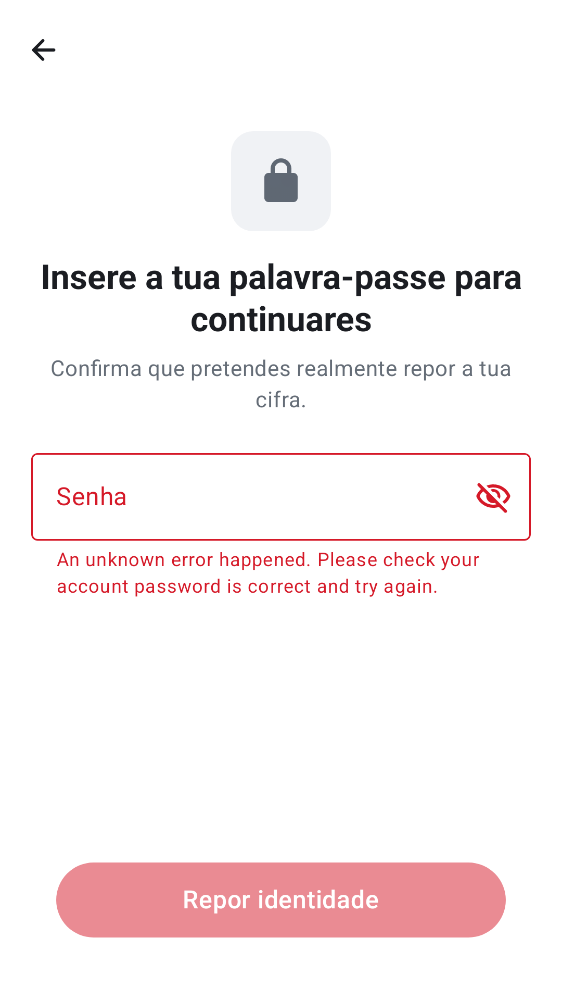 Insere a tua palavra-passe para
continuares
Confirma que pretendes realmente repor a tua
cifra.
Senha
An unknown error happened. Please check your
account password is correct and try again.
Repor identidade